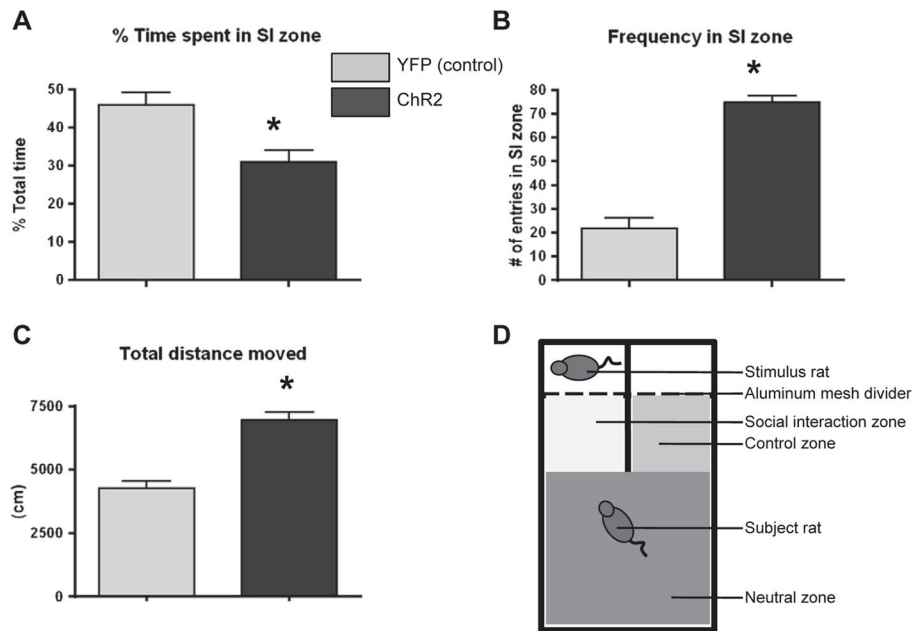 A
% Time spent in SI zone
YFP (control)
ChR2
% Total time
50
40
30
20
10
0
*
B
Frequency in SI zone
# of entries in SI zone
80
70
60
50
40
30
20
10
0
*
C
Total distance moved
(cm)
7500
5000
2500
0
*
D
Stimulus rat
Aluminum mesh divider
Social interaction zone
Control zone
Subject rat
Neutral zone